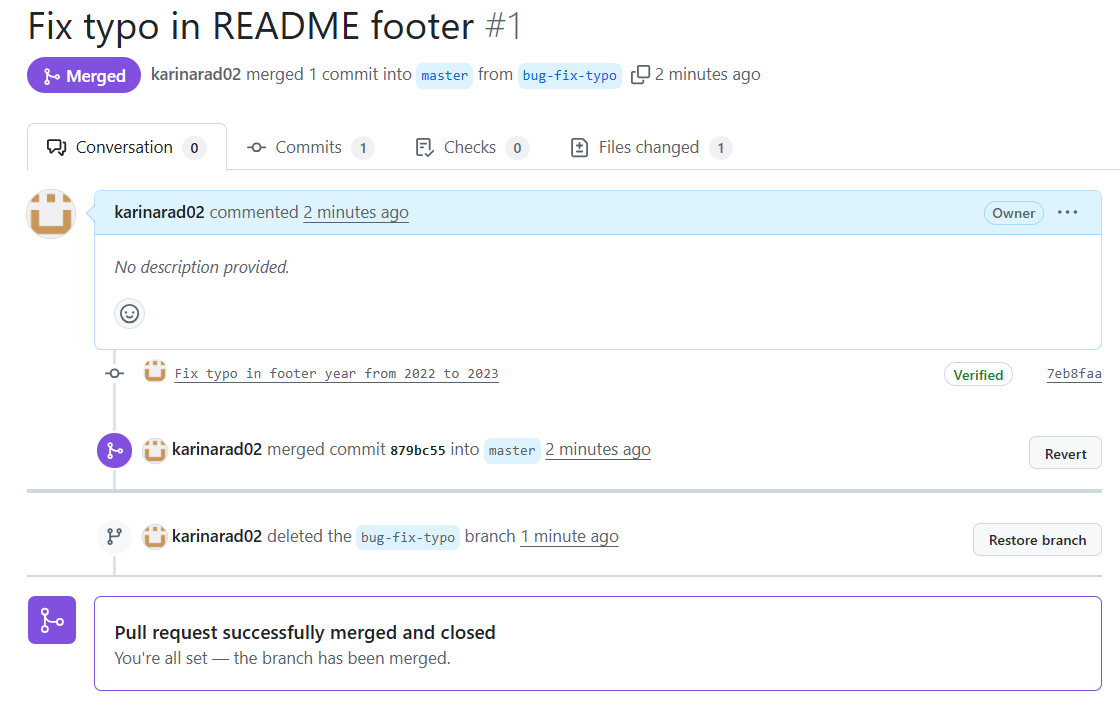 Fix typo in README footer #1
Merged karinarad02 merged 1 commit into master from bug-fix-typo 2 minutes ago
Conversation 0 Commits 1 Checks 0 Files changed 1
karinarad02 commented 2 minutes ago Owner
No description provided.
Fix typo in footer year from 2022 to 2023 Verified 7eb8faa
karinarad02 merged commit 879bc55 into master 2 minutes ago Revert
karinarad02 deleted the bug-fix-typo branch 1 minute ago Restore branch
Pull request successfully merged and closed
You're all set — the branch has been merged.